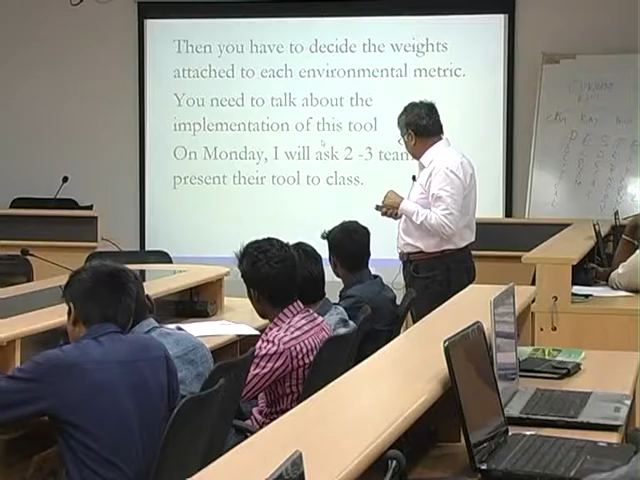 Then you have to decide the weights
attached to each environmental metric.
You need to talk about the
implementation of this tool
On Monday, I will ask 2 -3 team
present their tool to class.